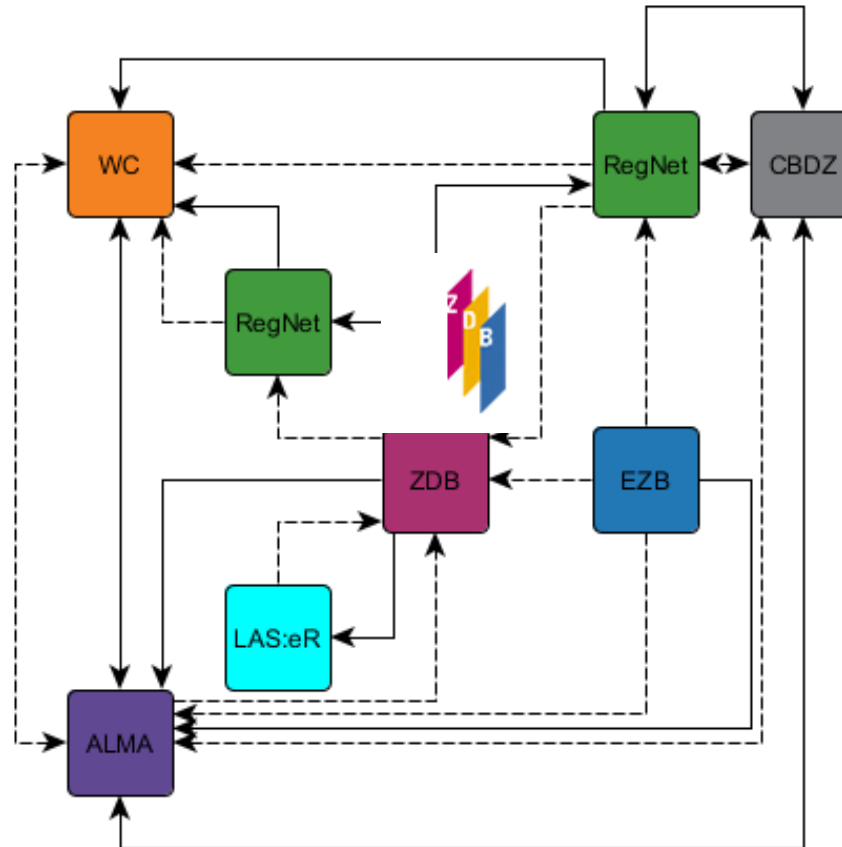 WC
RegNet
CBDZ
RegNet
Z
D
B
ZDB
EZB
LAS:eR
ALMA